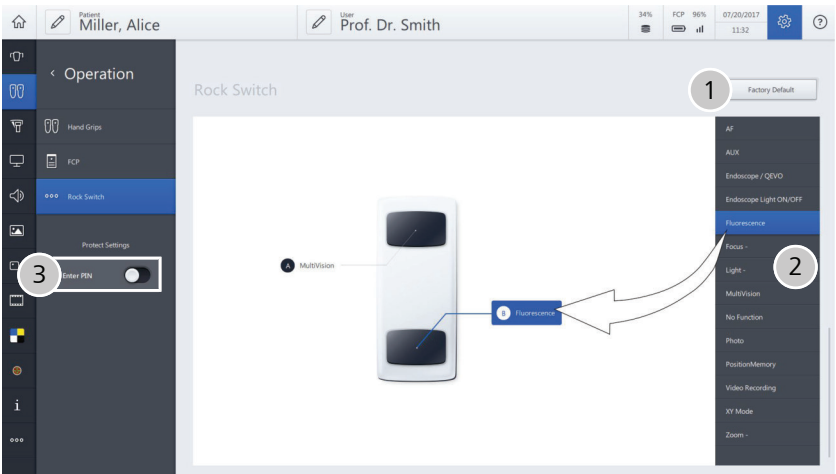 Patient
Miller, Alice
User
Prof. Dr. Smith
34%
FCP 96%
07/20/2017
11:32
?
< Operation
Rock Switch
1
Factory Default
Hand Grips
FCP
Rock Switch
Protect Settings
3
Enter PIN
A MultiVision
B Fluorescence
AF
AUX
Endoscope / QEVO
Endoscope Light ON/OFF
Fluorescence
Focus -
2
Light -
MultiVision
No Function
Photo
PositionMemory
Video Recording
XY Mode
Zoom -
i